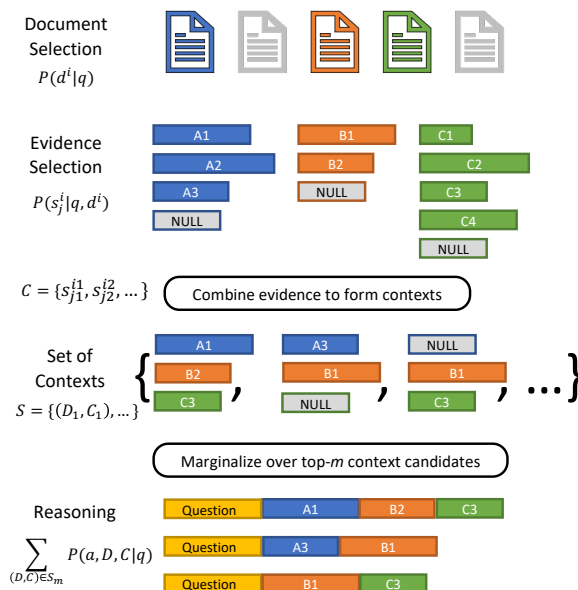 Document
Selection
P(d^i|q)
Evidence
Selection
P(s_j^i|q, d^i)
A1 B1 C1
A2 B2 C2
A3 NULL C3
NULL C4
NULL
C = {s_{j1}^{i1}, s_{j2}^{i2}, … }
Combine evidence to form contexts
Set of
Contexts
S = {(D_1, C_1), … }
{ A1 A3 NULL
B2 , B1 , B1 , … }
C3 NULL C3
Marginalize over top-m context candidates
Reasoning
∑_{(D,C)∈S_m} P(a, D, C|q)
Question A1 B2 C3
Question A3 B1
Question B1 C3